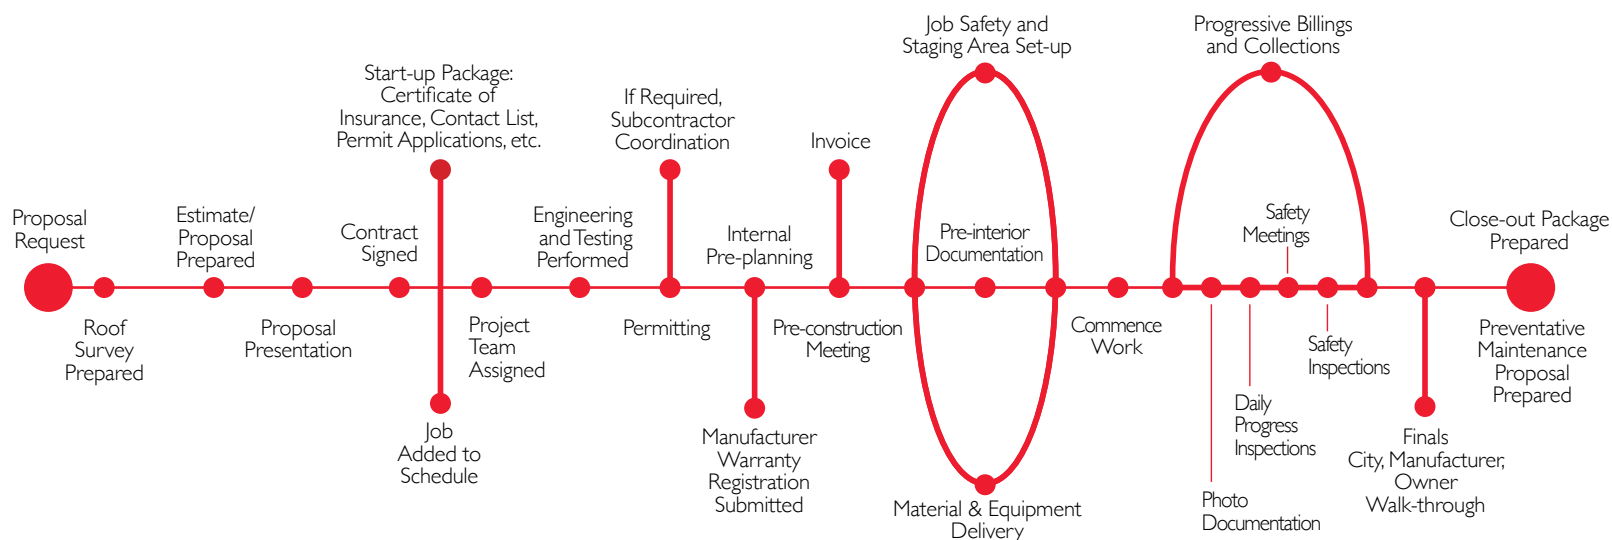 Proposal
Request
Roof
Survey
Prepared
Estimate/
Proposal
Prepared
Proposal
Presentation
Contract
Signed
Start-up Package:
Certificate of
Insurance, Contact List,
Permit Applications, etc.
Job
Added to
Schedule
Project
Team
Assigned
Engineering
and Testing
Performed
If Required,
Subcontractor
Coordination
Permitting
Internal
Pre-planning
Manufacturer
Warranty
Registration
Submitted
Invoice
Pre-construction
Meeting
Job Safety and
Staging Area Set-up
Pre-interior
Documentation
Material & Equipment
Delivery
Commence
Work
Progressive Billings
and Collections
Photo
Documentation
Daily
Progress
Inspections
Safety
Meetings
Safety
Inspections
Finals
City, Manufacturer,
Owner
Walk-through
Close-out Package
Prepared
Preventative
Maintenance
Proposal
Prepared